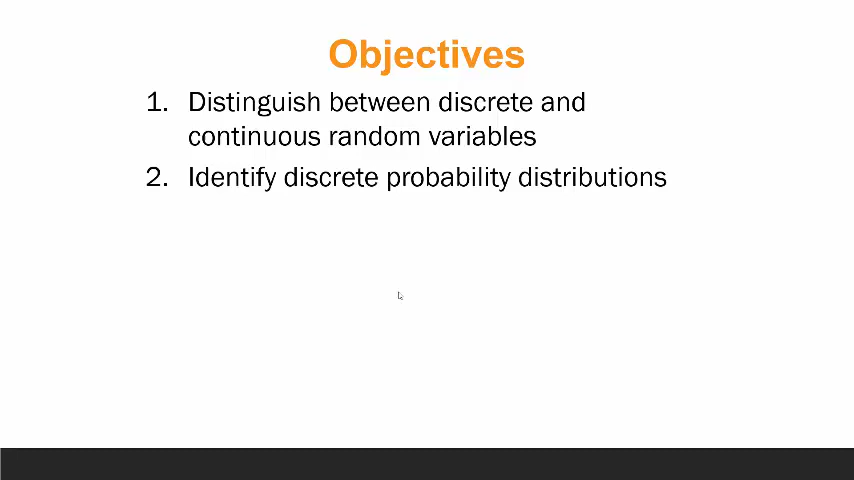 Objectives
1. Distinguish between discrete and
continuous random variables
2. Identify discrete probability distributions